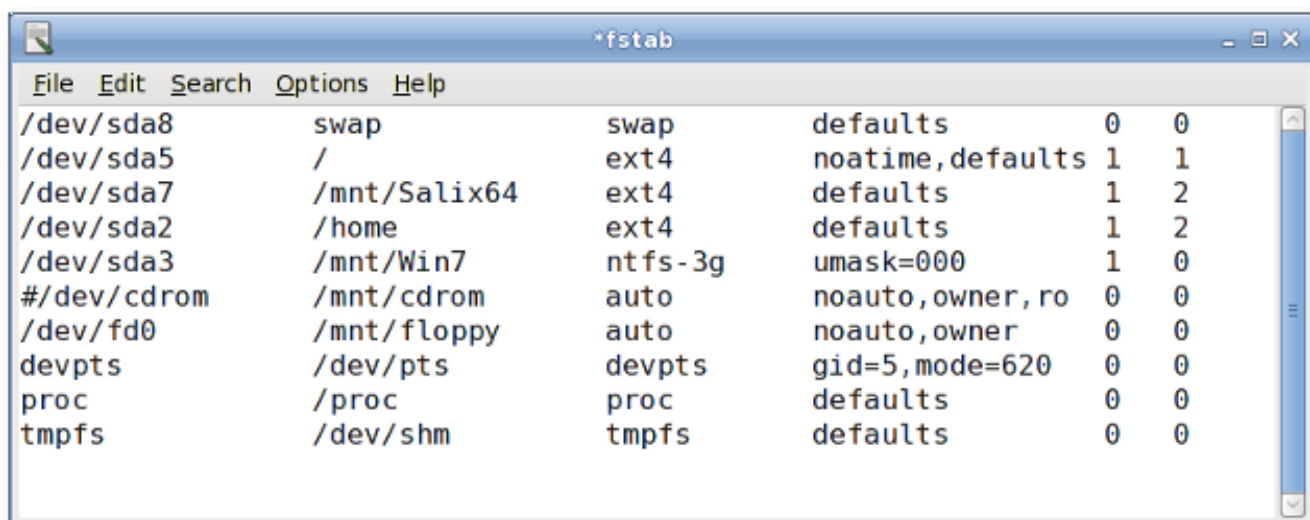 *fstab
File Edit Search Options Help
/dev/sda8 swap swap defaults 0 0
/dev/sda5 / ext4 noatime,defaults 1 1
/dev/sda7 /mnt/Salix64 ext4 defaults 1 2
/dev/sda2 /home ext4 defaults 1 2
/dev/sda3 /mnt/Win7 ntfs-3g umask=000 1 0
#/dev/cdrom /mnt/cdrom auto noauto,owner,ro 0 0
/dev/fd0 /mnt/floppy auto noauto,owner 0 0
devpts /dev/pts devpts gid=5,mode=620 0 0
proc /proc proc defaults 0 0
tmpfs /dev/shm tmpfs defaults 0 0